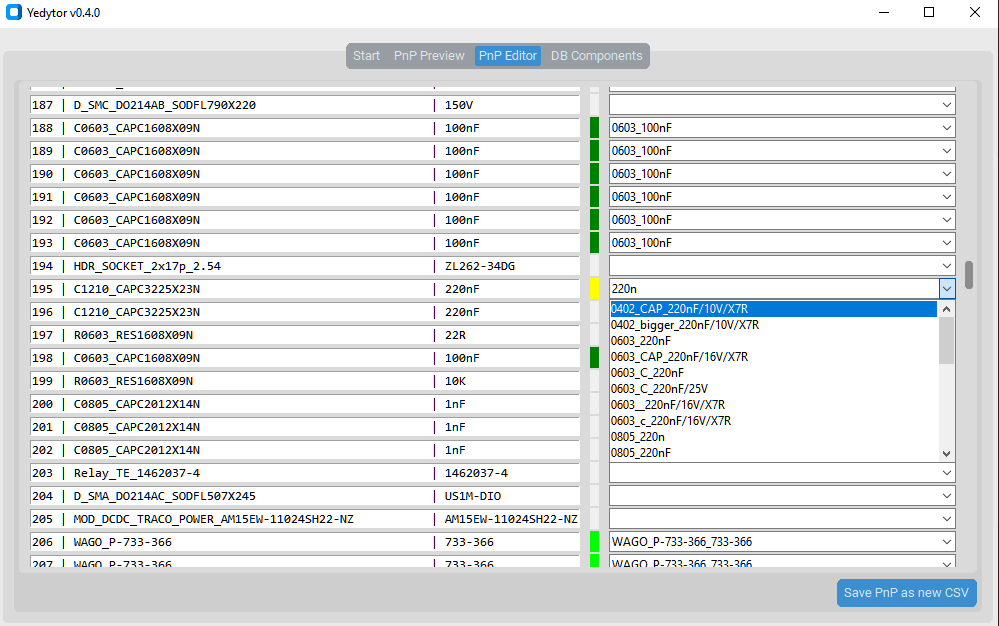 Yedytor v0.4.0
Start PnP Preview PnP Editor DB Components
187 | D_SMC_DO214AB_SODFL790X220 | 150V
188 | C0603_CAPC1608X09N | 100nF 0603_100nF
189 | C0603_CAPC1608X09N | 100nF 0603_100nF
190 | C0603_CAPC1608X09N | 100nF 0603_100nF
191 | C0603_CAPC1608X09N | 100nF 0603_100nF
192 | C0603_CAPC1608X09N | 100nF 0603_100nF
193 | C0603_CAPC1608X09N | 100nF 0603_100nF
194 | HDR_SOCKET_2x17p_2.54 | ZL262-34DG
195 | C1210_CAPC3225X23N | 220nF 220n
196 | C1210_CAPC3225X23N | 220nF
197 | R0603_RES1608X09N | 22R
198 | C0603_CAPC1608X09N | 100nF
199 | R0603_RES1608X09N | 10K
200 | C0805_CAPC2012X14N | 1nF
201 | C0805_CAPC2012X14N | 1nF
202 | C0805_CAPC2012X14N | 1nF
0402_CAP_220nF/10V/X7R
0402_bigger_220nF/10V/X7R
0603_220nF
0603_CAP_220nF/16V/X7R
0603_C_220nF
0603_C_220nF/25V
0603__220nF/16V/X7R
0603_c_220nF/16V/X7R
0805_220n
0805_220nF
203 | Relay_TE_1462037-4 | 1462037-4
204 | D_SMA_DO214AC_SODFL507X245 | US1M-DIO
205 | MOD_DCDC_TRACO_POWER_AM15EW-11024SH22-NZ | AM15EW-11024SH22-NZ
206 | WAGO_P-733-366 | 733-366 WAGO_P-733-366_733-366
207 | WAGO_P-733-366 | 733-366 WAGO_P-733-366_733-366
Save PnP as new CSV